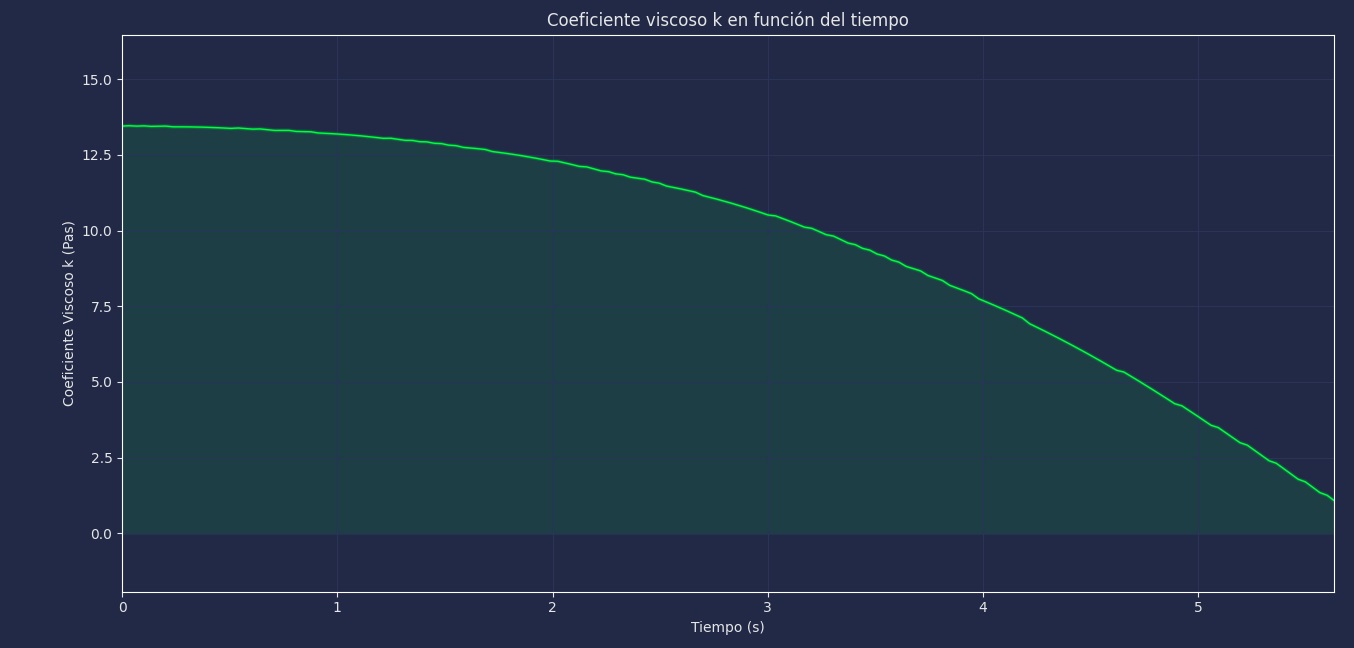 Coeficiente viscoso k en función del tiempo
Coeficiente Viscoso k (Pas)
15.0
12.5
10.0
7.5
5.0
2.5
0.0
0 1 2 3 4 5
Tiempo (s)